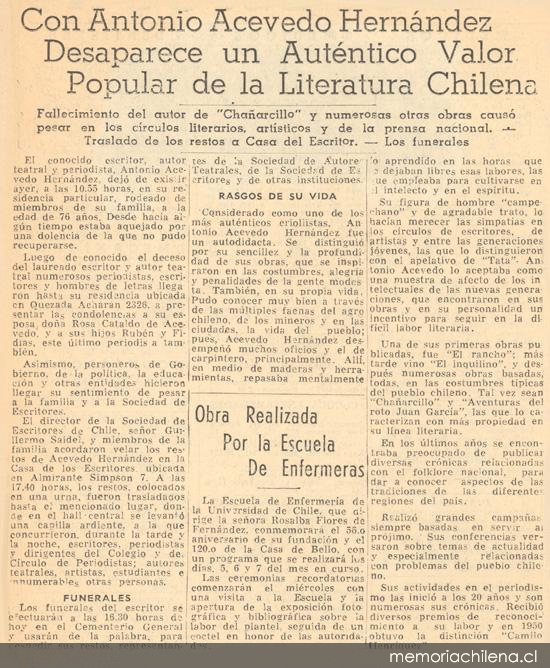 Con Antonio Acevedo Hernández
Desaparece un Auténtico Valor
Popular de la Literatura Chilena
Fallecimiento del autor de "Chañarcillo" y numerosas otras obras causó
pesar en los círculos literarios, artísticos y de la prensa nacional. —
Traslado de los restos a Casa del Escritor. — Los funerales
El conocido escritor, autor
teatral y periodista, Antonio Ace-
vedo Hernández, dejó de existir
ayer, a las 10.55 horas, en su re-
sidencia particular, rodeado de
miembros de su familia, a la
edad de 76 años. Desde hacía al-
gún tiempo estaba aquejado por
una dolencia de la que no pudo
recuperarse.
Luego de conocido el deceso
del laureado escritor y autor tea-
tral numerosos periodistas, escri-
tores y hombres de letras llega-
ron hasta su residencia ubicada
en Quezada Acharan 2326, a pre-
sentar las condolencias a su es-
posa, doña Rosa Cataldo de Ace-
vedo, y a sus hijos Rubén y Fi-
dias, este último periodista tam-
bién.
Asimismo, personeros de Go-
bierno, de la política, la educa-
ción y otras entidades hicieron
llegar su sentimiento de pesar
a la familia y a la Sociedad de
Escritores.
El director de la Sociedad de
Escritores de Chile, señor Gui-
llermo Saidel, y miembros de la
familia acordaron velar los res-
tos de Acevedo Hernández en la
Casa de los Escritores, ubicada
en Almirante Simpson 7. A las
17.40 horas, los restos, colocados
en una urna, fueron trasladados
hasta el mencionado lugar, don-
de en el hall central se levantó
una capilla ardiente, a la que
concurrieron, durante la tarde y
la noche, escritores, periodistas
y dirigentes del Colegio y del
Círculo de Periodistas; autores
teatrales, artistas, estudiantes e
innumerables otras personas.
FUNERALES
Los funerales del escritor se
efectuarán a las 16.30 horas de
hoy en el Cementerio General
y usarán de la palabra, para
tes de la Sociedad de Autores
Teatrales, de la Sociedad de Es-
critores y de otras instituciones.
RASGOS DE SU VIDA
Considerado como uno de los
más auténticos criollistas, An-
tonio Acevedo Hernández fue
un autodidacta. Se distinguió
por su sencillez y la profundi-
dad de sus obras, que se inspi-
raron en las costumbres, alegría
y penalidades de la gente modes-
ta. También, en su propia vida.
Pudo conocer muy bien a través
de las múltiples faenas del agro
chileno, de los mineros y en las
ciudades, la vida del pueblo;
pues, Acevedo Hernández des-
empeñó muchos oficios y el de
carpintero, principalmente. Allí,
en medio de maderas y herra-
mientas, repasaba mentalmente
Obra Realizada
Por la Escuela
De Enfermeras
La Escuela de Enfermería de
la Universidad de Chile, que di-
rige la señora Rosalba Flores de
Fernández, conmemorará el 55.o
aniversario de su fundación y el
120.o de la Casa de Bello, con
un programa que se realizará los
días, 5, 6 y 7 del mes en curso.
Las ceremonias recordatorias
comenzarán el miércoles con
una visita a la Escuela y la
apertura de la exposición foto-
gráfica y bibliográfica sobre la
labor del plantel, seguida de un
coctel en honor de las autorida-
lo aprendido en las horas que
le dejaban libres esas labores, las
que empleaba para cultivarse en
el intelecto y en el espíritu.
Su figura de hombre "campe-
chano" y de agradable trato, lo
hacían merecer las simpatías en
los círculos de escritores, de
artistas y entre las generaciones
jóvenes, las que lo distinguieron
con el apelativo de "Tata". An-
tonio Acevedo lo aceptaba como
una muestra de afecto de los in-
telectuales de las nuevas genera-
ciones, que encontraron en sus
obras y en su personalidad un
incentivo para seguir en la di-
fícil labor literaria.
Una de sus primeras obras pu-
blicadas, fue "El rancho"; más
tarde vino "El inquilino", y des-
pués numerosas obras basadas,
todas, en las costumbres típicas
del pueblo chileno. Tal vez sean
"Chañarcillo" y "Aventuras del
roto Juan García", las que lo ca-
racterizan con más propiedad en
su línea literaria.
En los últimos años se encon-
traba preocupado de publicar
diversas crónicas relacionadas
con el folklore nacional, para
dar a conocer aspectos de las
tradiciones de las diferentes
regiones del país.
Realizó grandes campañas
siempre basadas en servir al
prójimo. Sus conferencias ver-
saron sobre temas de actualidad
y especialmente relacionadas
con problemas del pueblo chile-
no.
Sus actividades en el periodis-
mo las inició a los 20 años y son
numerosas sus crónicas. Recibió
diversos premios de reconoci-
miento a su labor y en 1950
obtuvo la distinción "Camilo
Henríquez"
memoriachilena.cl